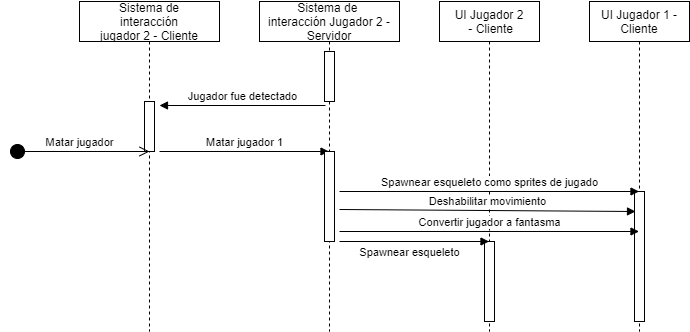 Sistema de
interacción
jugador 2 - Cliente
Sistema de
interacción Jugador 2 -
Servidor
UI Jugador 2
- Cliente
UI Jugador 1 -
Cliente
Jugador fue detectado
Matar jugador
Matar jugador 1
Spawnear esqueleto como sprites de jugado
Deshabilitar movimiento
Convertir jugador a fantasma
Spawnear esqueleto